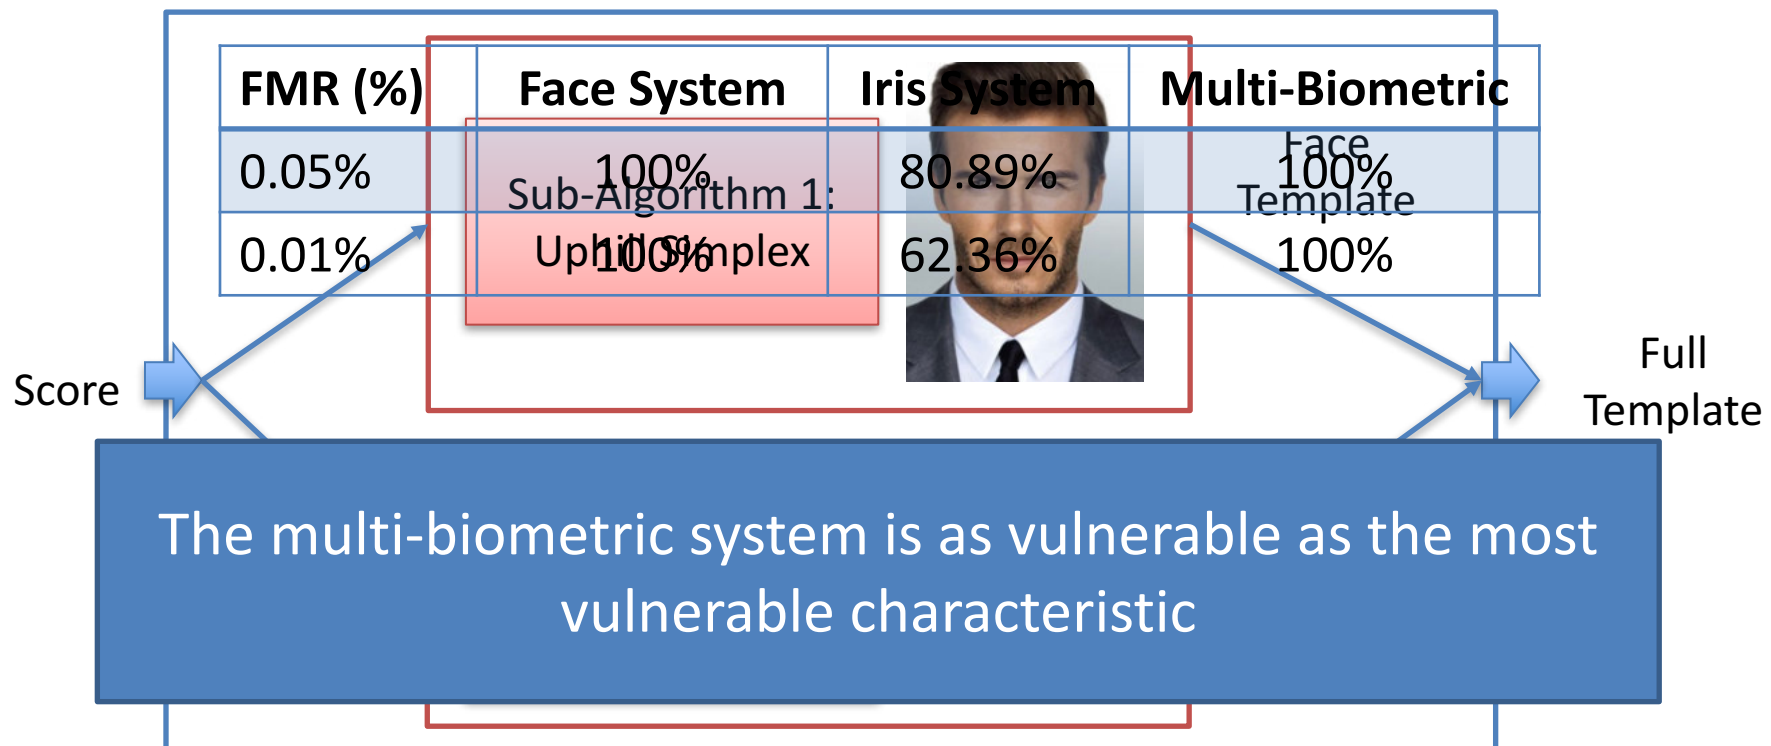 FMR (%) Face System Iris System Multi-Biometric
0.05% 100% 80.89% 100%
0.01% 100% 62.36% 100%
Sub-Algorithm 1:
Uphill Simplex
Face
Template
Score
Full
Template
The multi-biometric system is as vulnerable as the most
vulnerable characteristic